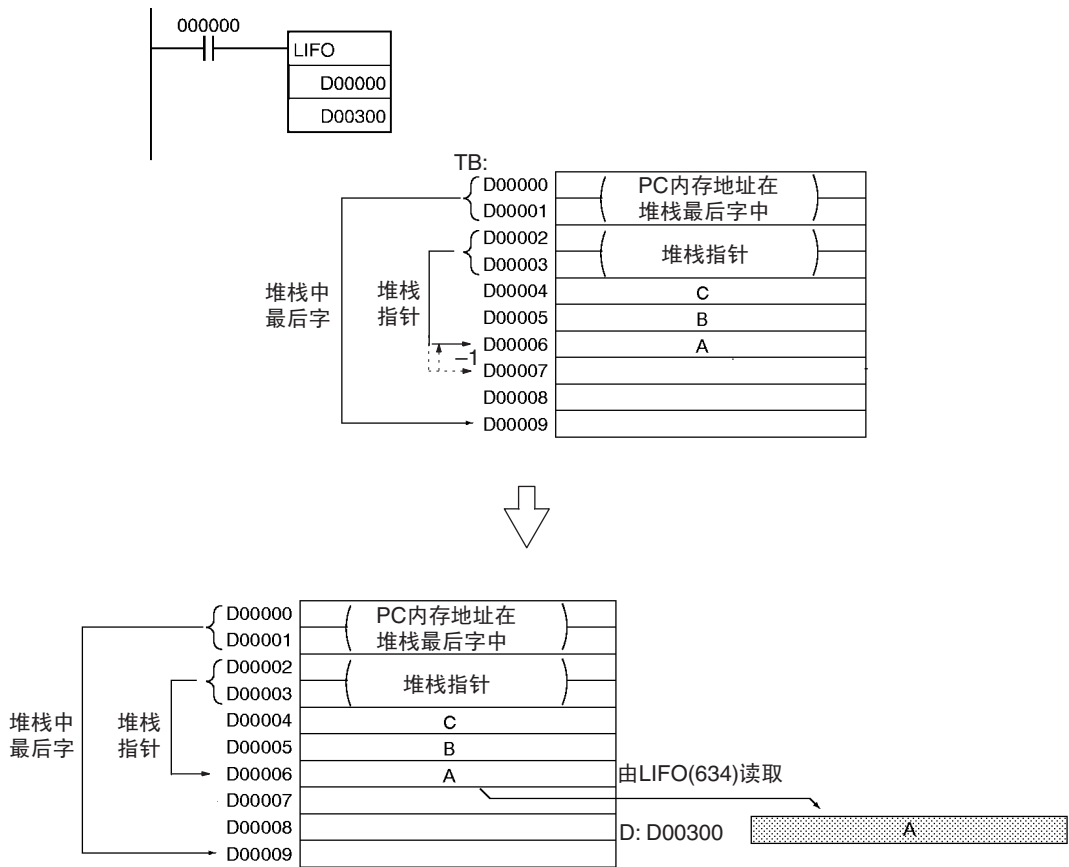 000000
LIFO
D00000
D00300
TB:
D00000
PC内存地址在
D00001
堆栈最后字中
D00002
堆栈指针
D00003
堆栈中
最后字
堆栈
指针
D00004
C
D00005
B
D00006
A
–1
D00007
D00008
D00009
D00000
PC内存地址在
D00001
堆栈最后字中
D00002
堆栈指针
D00003
堆栈中
最后字
堆栈
指针
D00004
C
D00005
B
D00006
A
由LIFO(634)读取
D00007
D00008
D: D00300
A
D00009